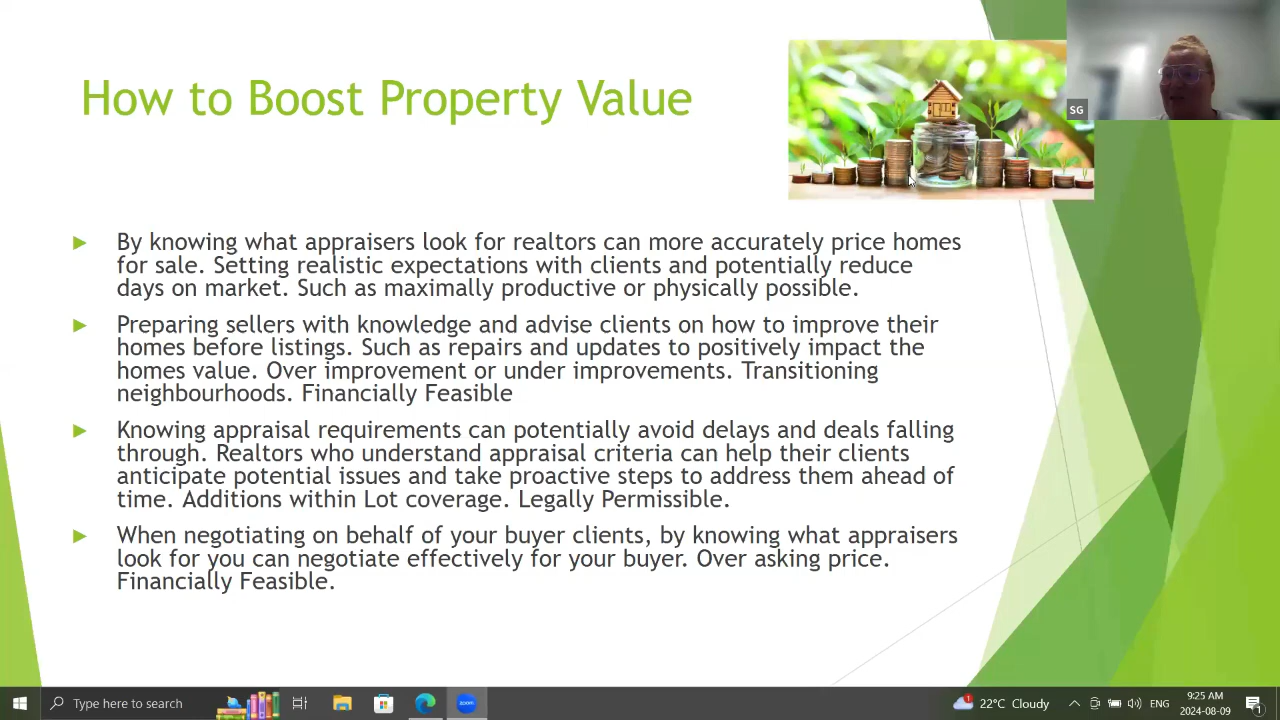 How to Boost Property Value
SG
By knowing what appraisers look for realtors can more accurately price homes
for sale. Setting realistic expectations with clients and potentially reduce
days on market. Such as maximally productive or physically possible.
Preparing sellers with knowledge and advise clients on how to improve their
homes before listings. Such as repairs and updates to positively impact the
homes value. Over improvement or under improvements. Transitioning
neighbourhoods. Financially Feasible
Knowing appraisal requirements can potentially avoid delays and deals falling
through. Realtors who understand appraisal criteria can help their clients
anticipate potential issues and take proactive steps to address them ahead of
time. Additions within Lot coverage. Legally Permissible.
When negotiating on behalf of your buyer clients, by knowing what appraisers
look for you can negotiate effectively for your buyer. Over asking price.
Financially Feasible.
Type here to search
zoom
1
22°C Cloudy
ENG
9:25 AM
2024-08-09
1